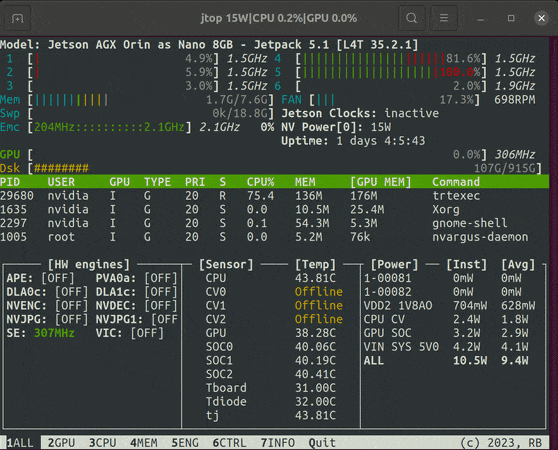 jtop 15W|CPU 0.2%|GPU 0.0%
Model: Jetson AGX Orin as Nano 8GB - Jetpack 5.1 [L4T 35.2.1]
1 [ 4.9%] 1.5GHz 4 [ 81.6%] 1.5GHz
2 [ 5.9%] 1.5GHz 5 [ 100.0%] 1.5GHz
3 [ 3.0%] 1.5GHz 6 [ 2.0%] 1.9GHz
Mem [ 1.7G/7.6G] FAN [ 17.3%] 698RPM
Swp [ 0k/18.8G] Jetson Clocks: inactive
Emc [204MHz::::::::::2.1GHz] 2.1GHz 0% NV Power[0]: 15W
Uptime: 1 days 4:5:43
GPU [ 0.0%] 306MHz
Dsk [######## 107G/915G]
PID USER GPU TYPE PRI S CPU% MEM [GPU MEM] Command
29680 nvidia I G 20 R 75.4 136M 176M trtexec
1635 nvidia I G 20 S 0.0 10.5M 25.4M Xorg
2297 nvidia I G 20 S 0.1 54.3M 5.3M gnome-shell
1005 root I G 20 S 0.0 5.2M 76k nvargus-daemon
[HW engines] [Sensor] [Temp] [Power] [Inst] [Avg]
APE: [OFF] PVA0a: [OFF] CPU 43.81C 1-00081 0mW 0mW
DLA0c: [OFF] DLA1c: [OFF] CV0 Offline 1-00082 0mW 0mW
NVENC: [OFF] NVDEC: [OFF] CV1 Offline VDD2 1V8AO 704mW 628mW
NVJPG: [OFF] NVJPG1: [OFF CV2 Offline CPU CV 2.4W 1.8W
SE: 307MHz VIC: [OFF] GPU 38.28C GPU SOC 3.2W 2.9W
SOC0 40.06C VIN SYS 5V0 4.2W 4.1W
SOC1 40.19C ALL 10.5W 9.4W
SOC2 40.41C
Tboard 31.00C
Tdiode 32.00C
tj 43.81C
1ALL 2GPU 3CPU 4MEM 5ENG 6CTRL 7INFO Quit (c) 2023, RB